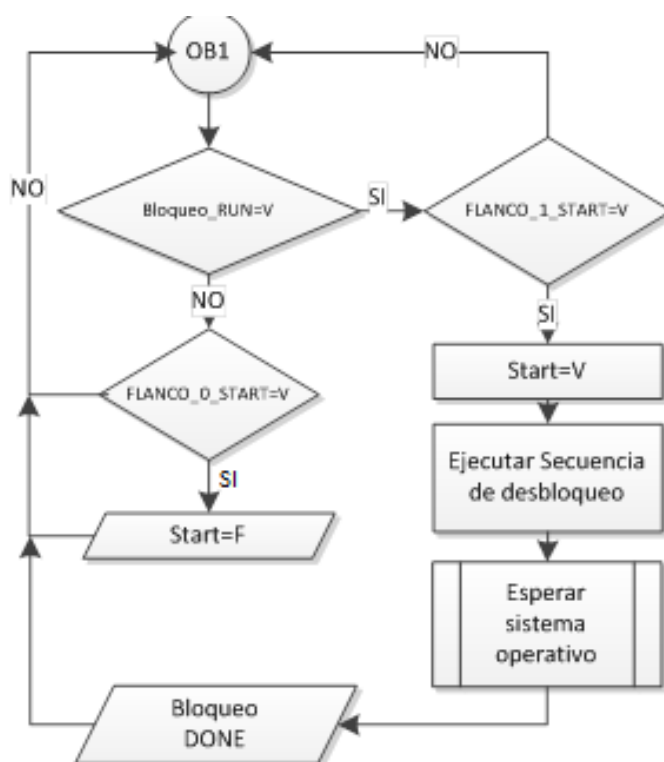 OB1
NO
NO
Bloqueo_RUN=V
SI
FLANCO_1_START=V
NO
SI
FLANCO_0_START=V
Start=V
SI
Ejecutar Secuencia
de desbloqueo
Start=F
Esperar
sistema
operativo
Bloqueo
DONE